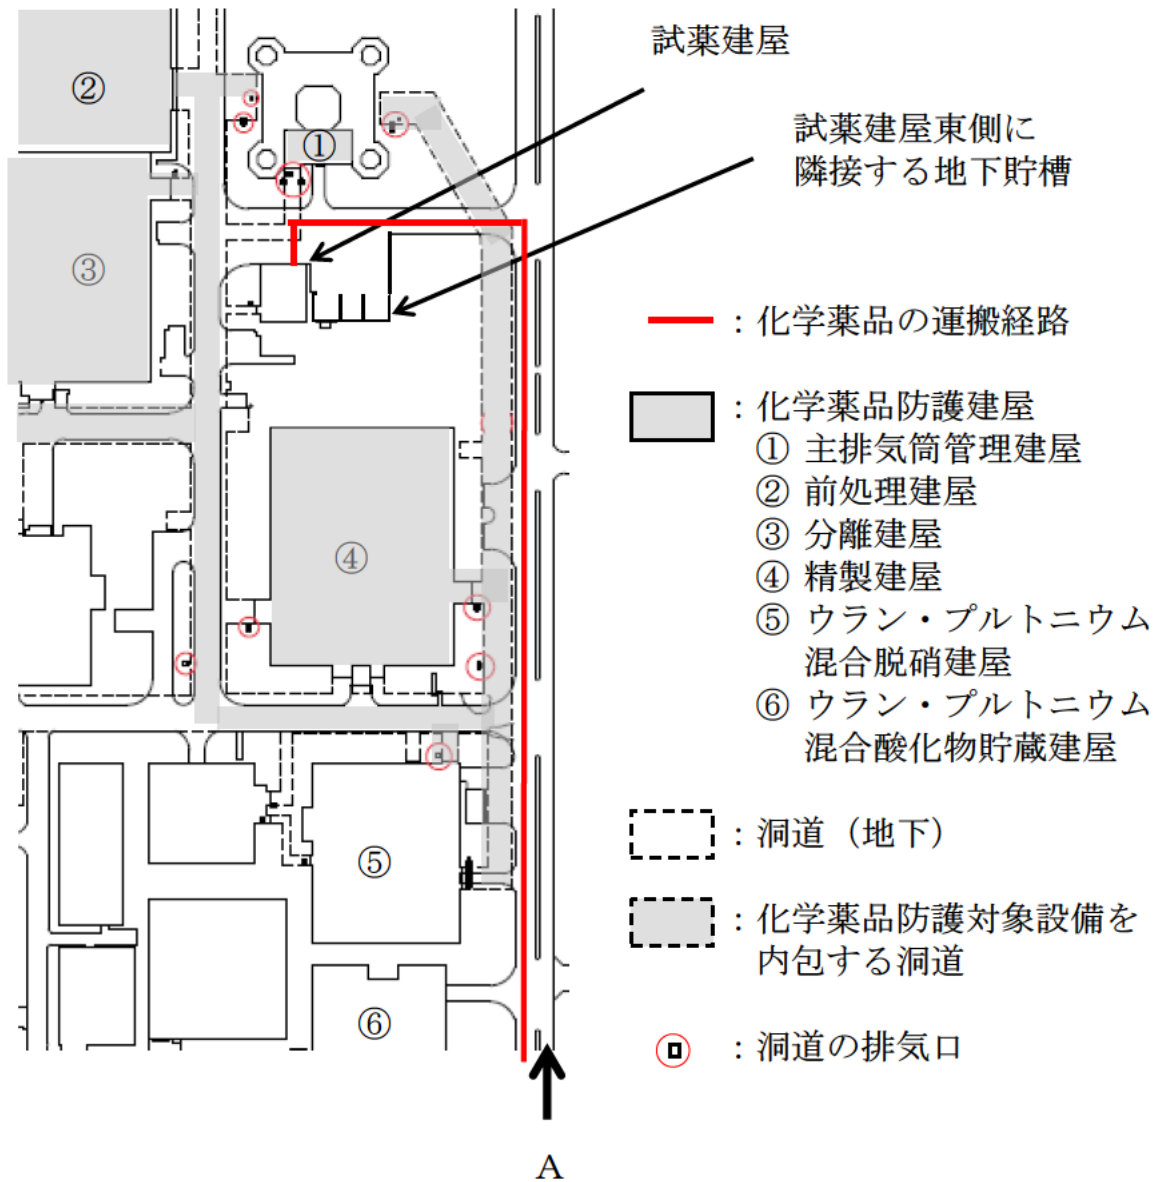 試薬建屋
試薬建屋東側に
隣接する地下貯槽
②
①
③
④
⑤
⑥
：化学薬品の運搬経路
：化学薬品防護建屋
① 主排気筒管理建屋
② 前処理建屋
③ 分離建屋
④ 精製建屋
⑤ ウラン・プルトニウム
混合脱硝建屋
⑥ ウラン・プルトニウム
混合酸化物貯蔵建屋
：洞道（地下）
：化学薬品防護対象設備を
内包する洞道
：洞道の排気口
A